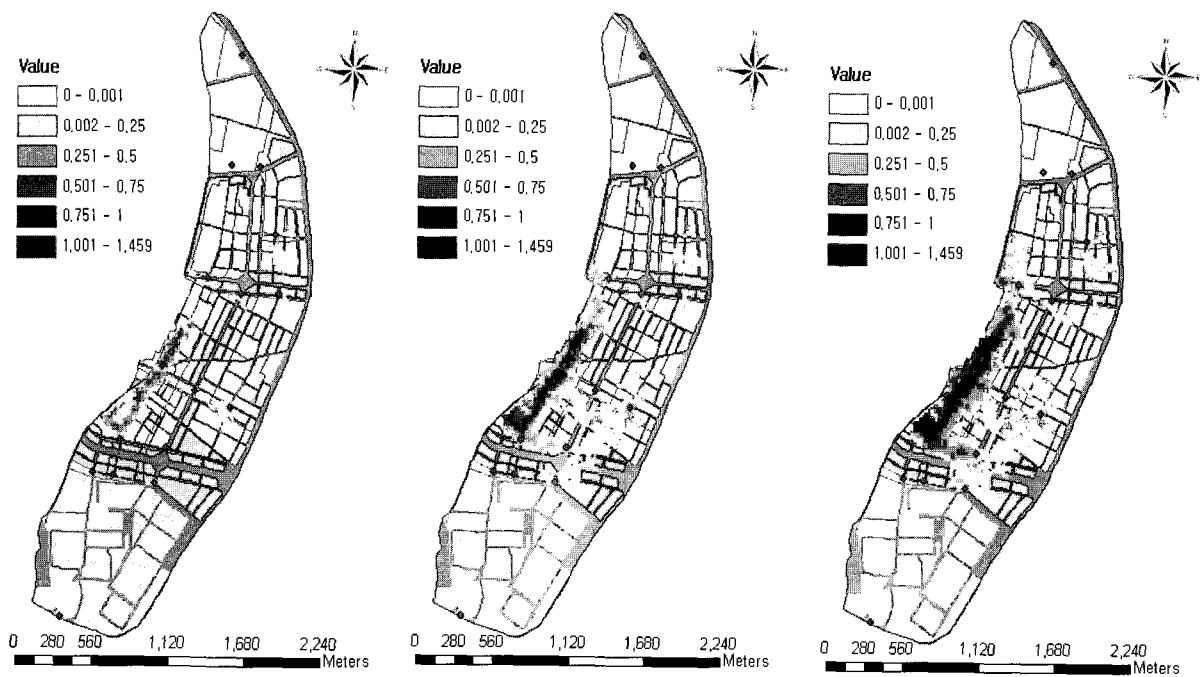 N
W E
S
Value
0 - 0,001
0,002 - 0,25
0,251 - 0,5
0,501 - 0,75
0,751 - 1
1,001 - 1,459
0 280 560 1,120 1,680 2,240
Meters
N
S
Value
0 - 0,001
0,002 - 0,25
0,251 - 0,5
0,501 - 0,75
0,751 - 1
1,001 - 1,459
0 280 560 1,120 1,680 2,240
Meters
N
S
Value
0 - 0,001
0,002 - 0,25
0,251 - 0,5
0,501 - 0,75
0,751 - 1
1,001 - 1,459
0 280 560 1,120 1,680 2,240
Meters